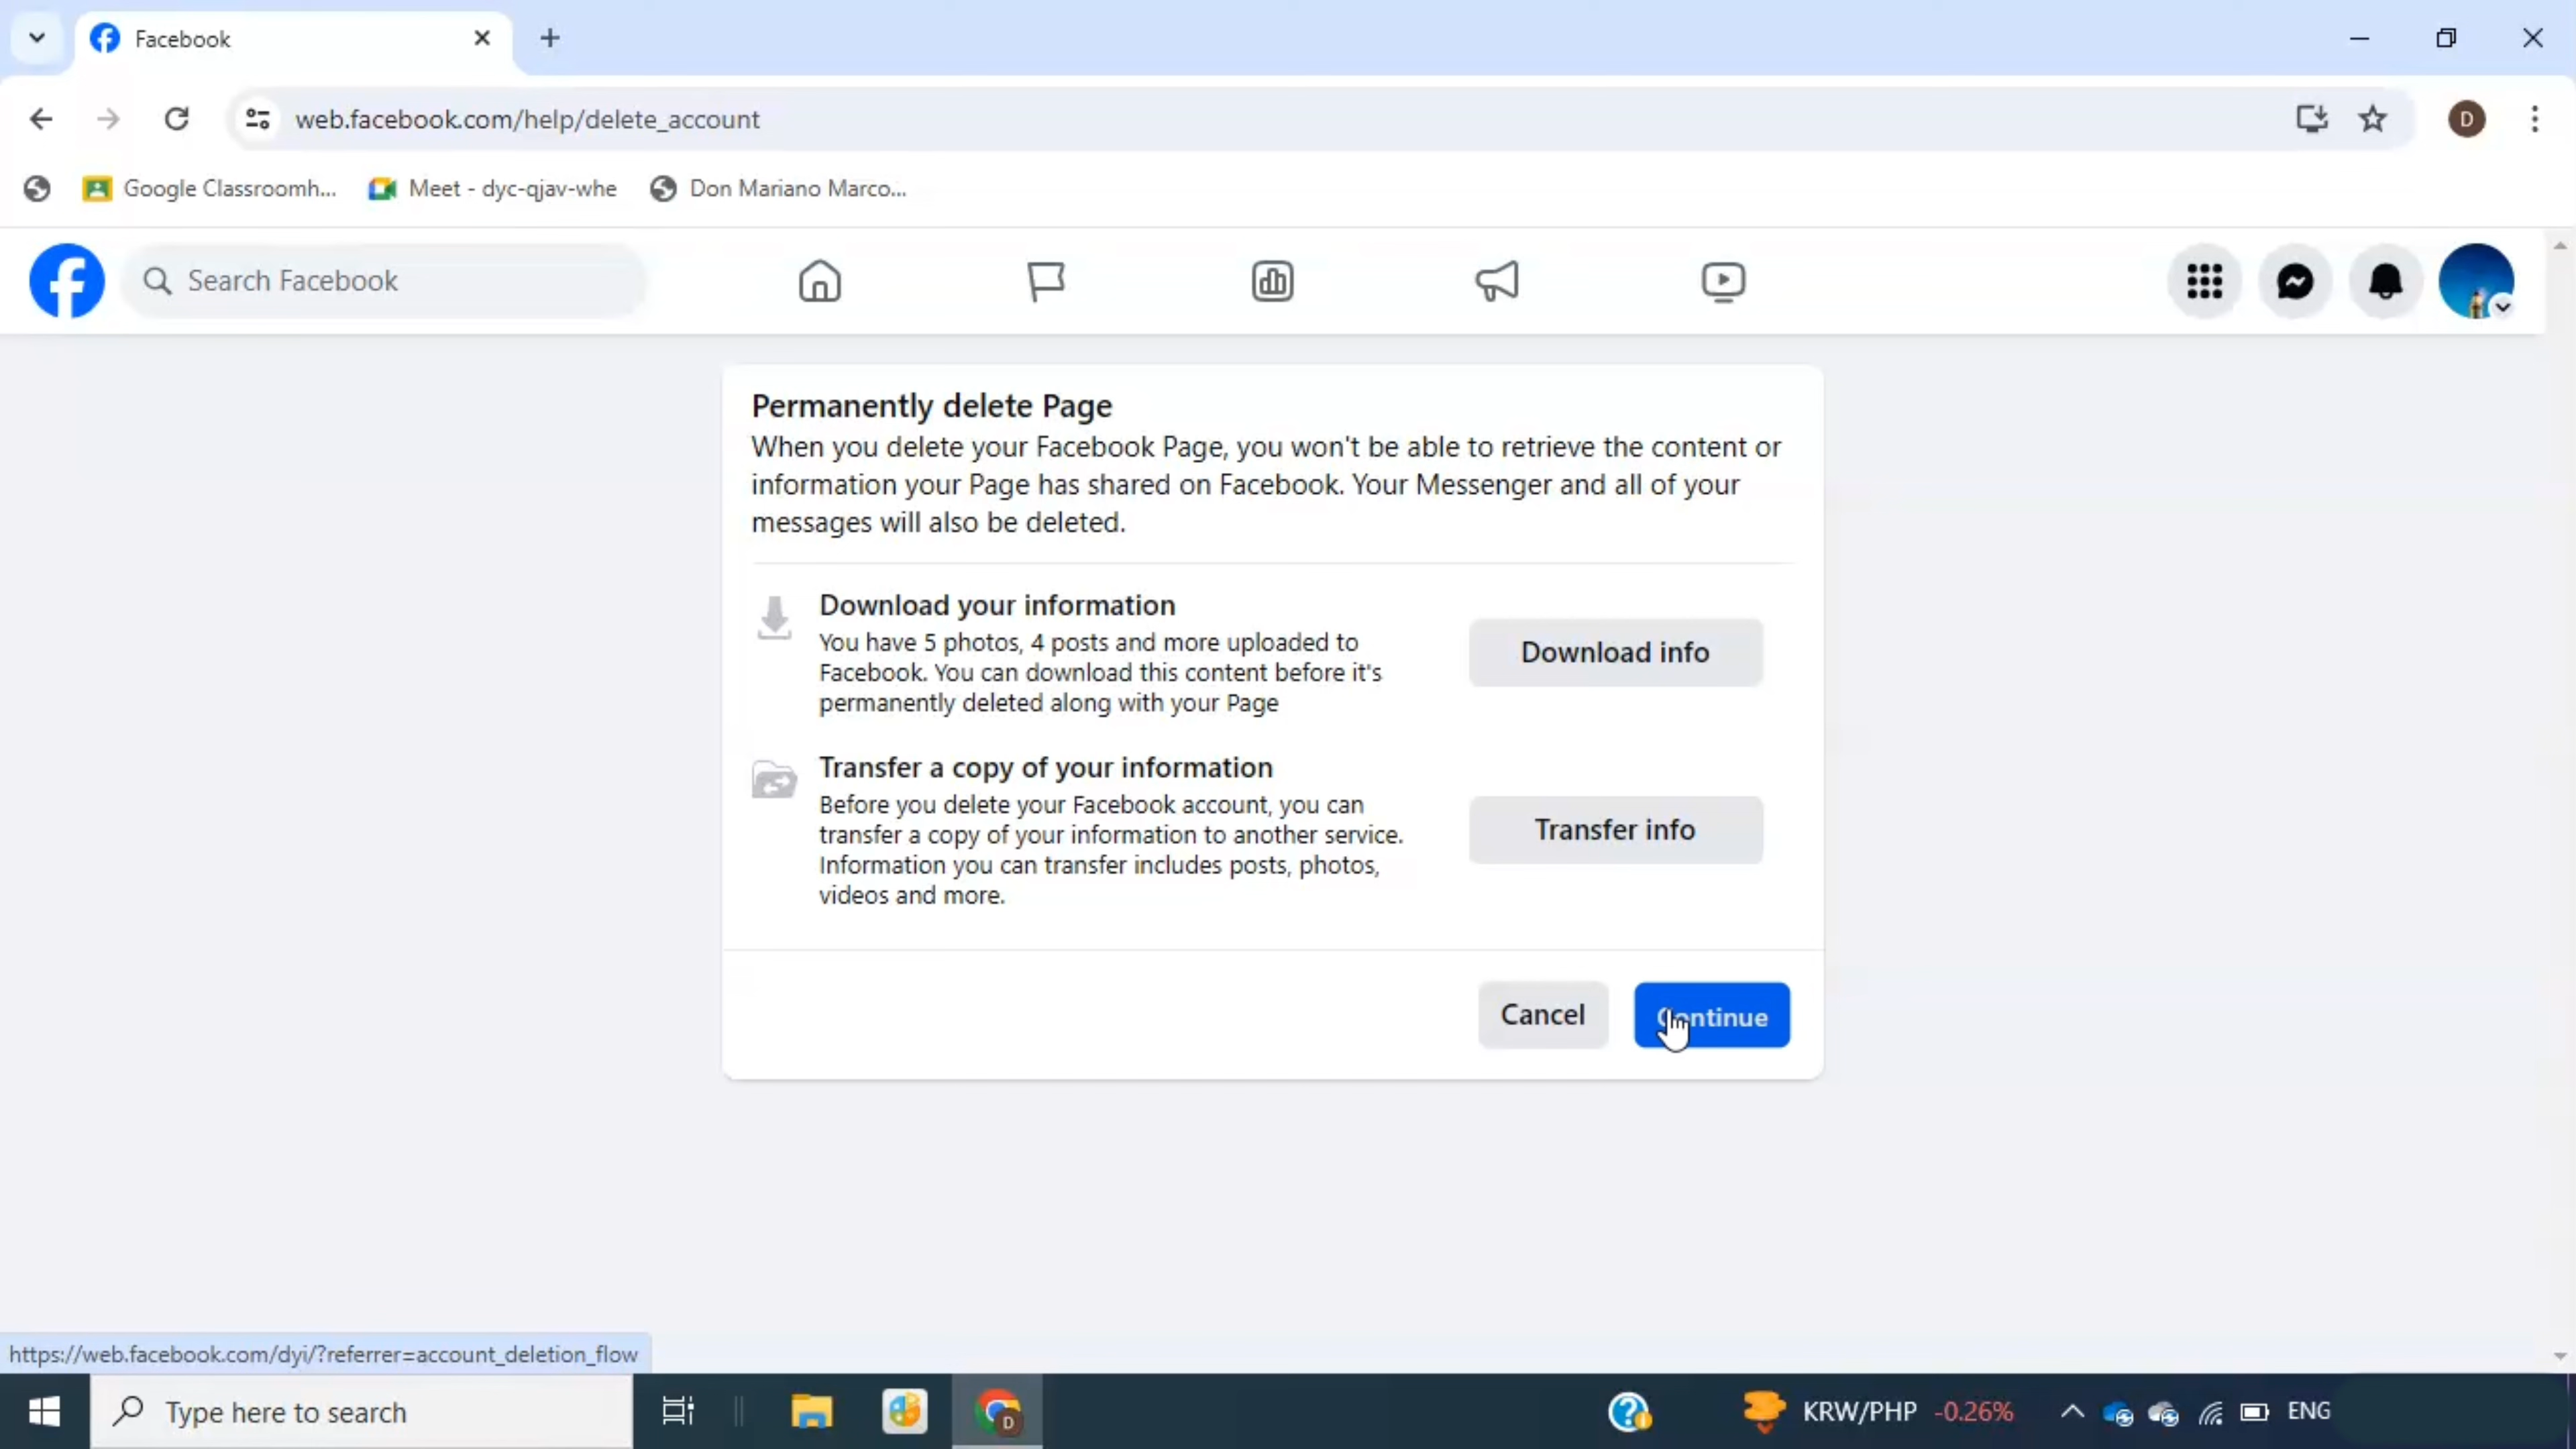 Facebook
web.facebook.com/help/delete_account
D
Google Classroomh...
Meet - dyc-qjav-whe
Don Mariano Marco...
Search Facebook
Permanently delete Page
When you delete your Facebook Page, you won't be able to retrieve the content or
information your Page has shared on Facebook. Your Messenger and all of your
messages will also be deleted.
Download your information
You have 5 photos, 4 posts and more uploaded to
Facebook. You can download this content before it's
permanently deleted along with your Page
Download info
Transfer a copy of your information
Before you delete your Facebook account, you can
transfer a copy of your information to another service.
Information you can transfer includes posts, photos,
videos and more.
Transfer info
Cancel
Continue
https://web.facebook.com/dyi/?referrer=account_deletion_flow
Type here to search
D
KRW/PHP -0.26%
ENG